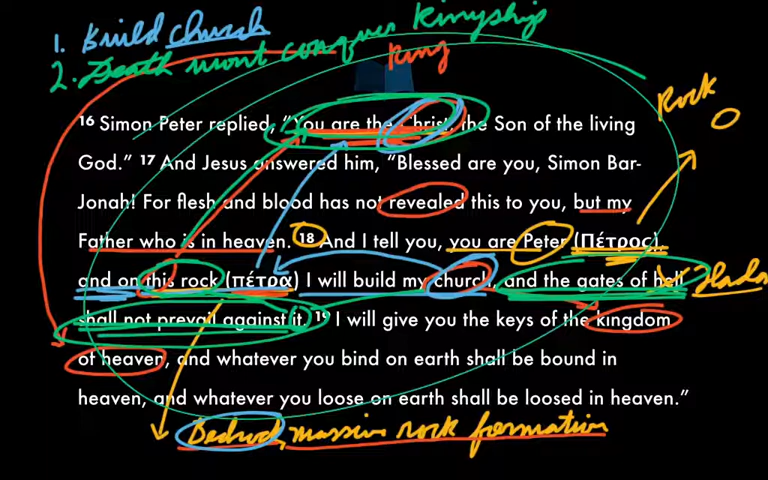 1. Build church
2. Death wont conquer kingship
King
Rock
16 Simon Peter replied, “You are the Christ, the Son of the living
God.” 17 And Jesus answered him, “Blessed are you, Simon Bar-
Jonah! For flesh and blood has not revealed this to you, but my
Father who is in heaven. 18 And I tell you, you are Peter (Πέτρος),
and on this rock (πέτρα) I will build my church, and the gates of hell
Hada
shall not prevail against it. 19 I will give you the keys of the kingdom
of heaven, and whatever you bind on earth shall be bound in
heaven, and whatever you loose on earth shall be loosed in heaven.”
Bedrock, massive rock formation